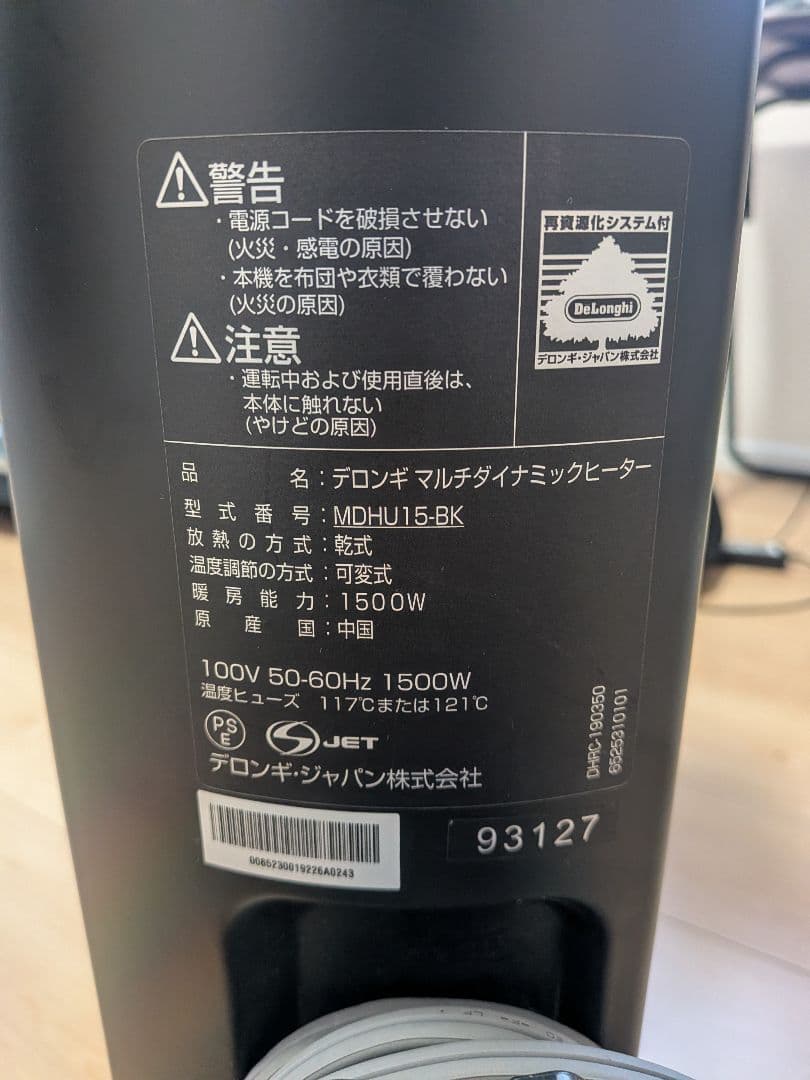 警告
・電源コードを破損させない
(火災・感電の原因)
・本機を布団や衣類で覆わない
(火災の原因)
注意
・運転中および使用直後は、
本体に触れない
(やけどの原因)
再資源化システム付
DeLonghi
デロンギ・ジャパン株式会社
品 名：デロンギ マルチダイナミックヒーター
型式番号：MDHU15-BK
放熱の方式：乾式
温度調節の方式：可変式
暖房能力：1500W
原産国：中国
100V 50-60Hz 1500W
温度ヒューズ 117℃または121℃
PS
E
JET
デロンギ・ジャパン株式会社
DHRC-190350
6525310101
0065230019226A0243
93127